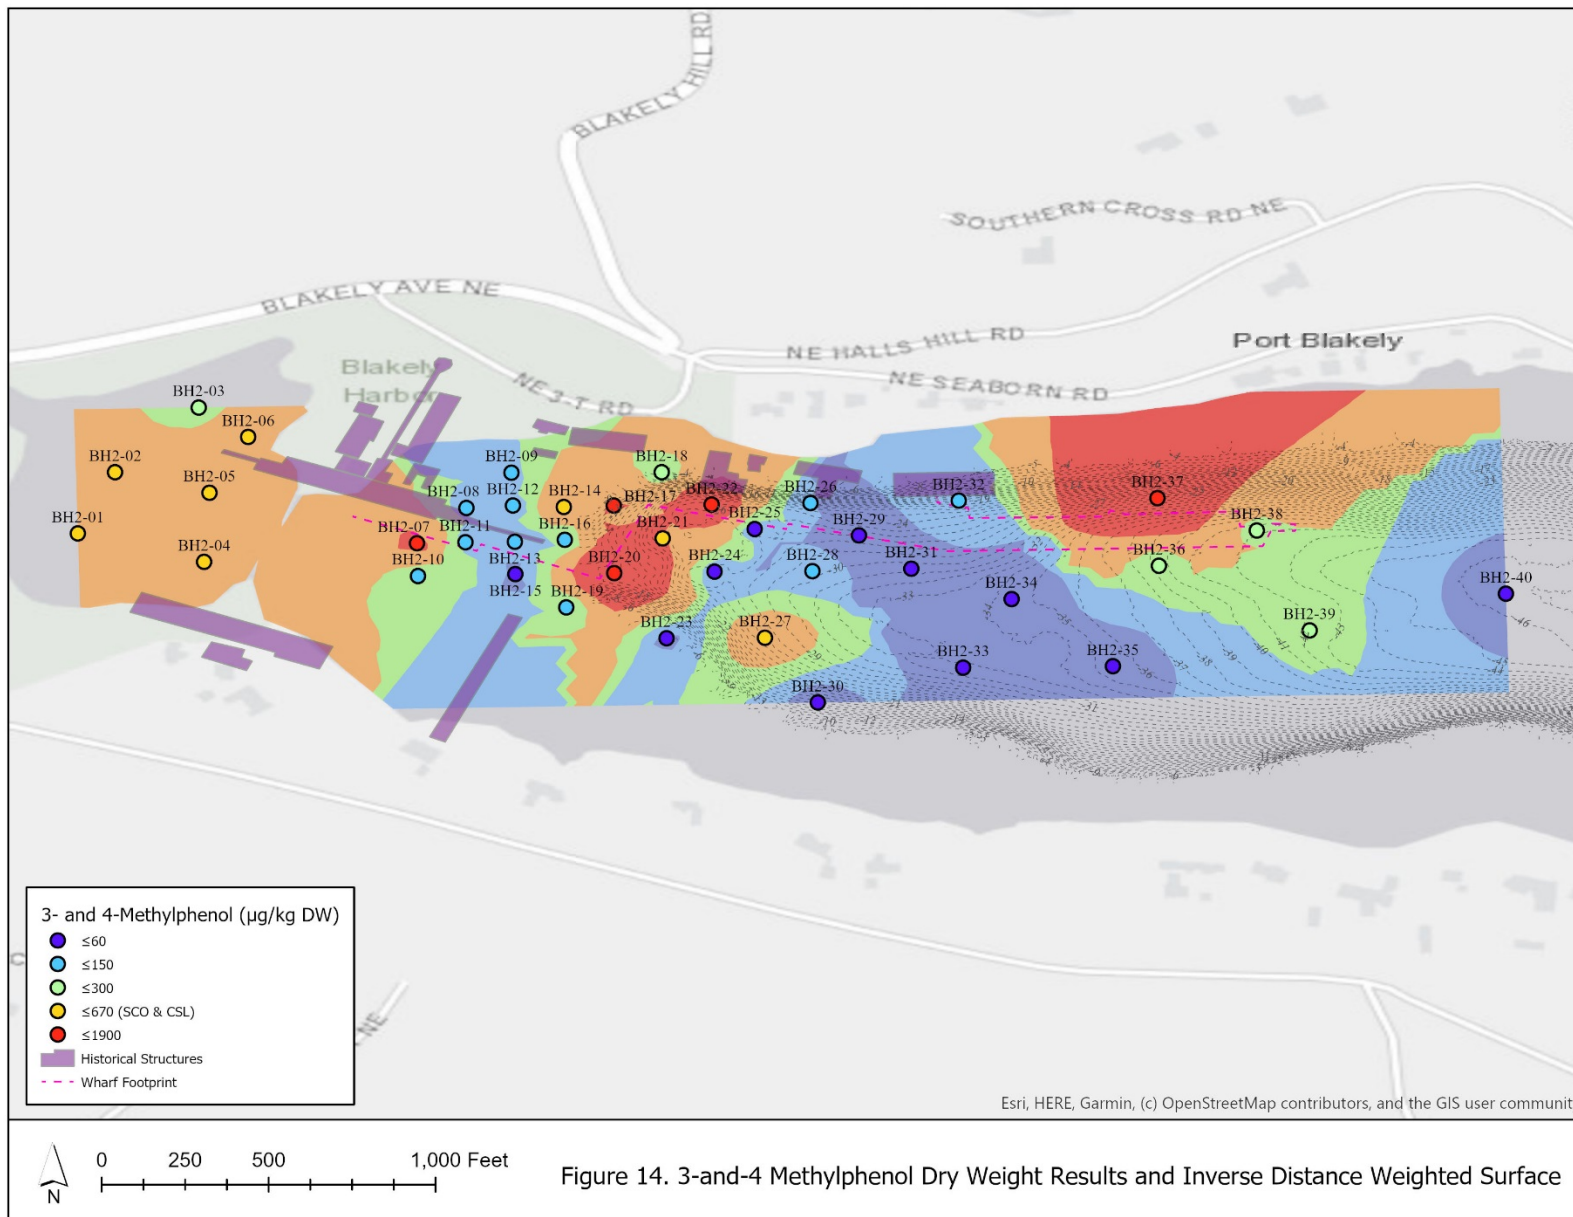 BLAKELY HILL RD
SOUTHERN CROSS RD NE
BLAKELY AVE NE
NE HALLS HILL RD
Port Blakely
NE SEABORN RD
Blakely
Harbor
NE 3-T RD
BH2-03
BH2-06
BH2-02
BH2-05
BH2-01
BH2-04
BH2-09
BH2-08
BH2-12
BH2-14
BH2-07
BH2-11
BH2-16
BH2-10
BH2-13
BH2-15
BH2-19
BH2-18
BH2-17
BH2-22
BH2-21
BH2-20
BH2-25
BH2-24
BH2-23
BH2-26
BH2-29
BH2-28
BH2-27
BH2-30
BH2-32
BH2-31
BH2-34
BH2-33
BH2-35
BH2-37
BH2-38
BH2-36
BH2-39
BH2-40
3- and 4-Methylphenol (µg/kg DW)
≤60
≤150
≤300
≤670 (SCO & CSL)
≤1900
Historical Structures
Wharf Footprint
NE
Esri, HERE, Garmin, (c) OpenStreetMap contributors, and the GIS user communit
N
0 250 500 1,000 Feet
Figure 14. 3-and-4 Methylphenol Dry Weight Results and Inverse Distance Weighted Surface